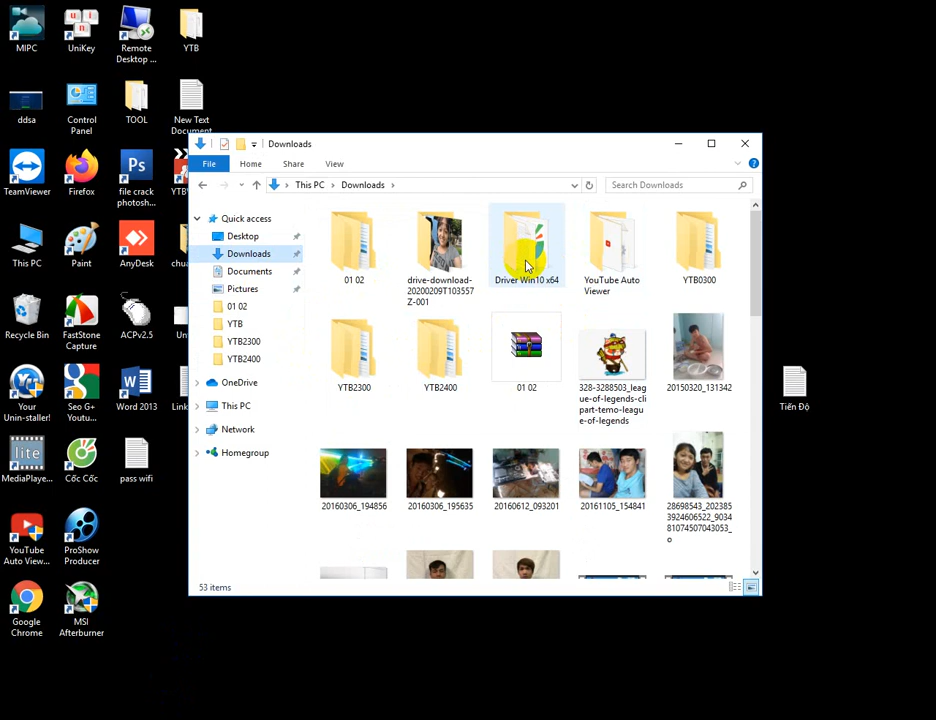 MIPC
UniKey
Remote
Desktop ...
YTB
ddsa
Control
Panel
TOOL
New Text
Document
TeamViewer
Firefox
Ps
file crack
photosh...
This PC
Paint
AnyDesk
Recycle Bin
FastStone
Capture
ACPv2.5
Your
Unin-staller!
Seo G+
Youtu...
Word 2013
lite
MediaPlaye...
Cốc Cốc
pass wifi
YouTube
Auto View...
ProShow
Producer
Google
Chrome
MSI
Afterburner
Tiến Độ
Downloads
File
Home
Share
View
This PC
Downloads
Search Downloads
Quick access
Desktop
Downloads
Documents
Pictures
01 02
YTB
YTB2300
YTB2400
OneDrive
This PC
Network
Homegroup
01 02
drive-download-
20200209T103557
Z-001
Driver Win10 x64
YouTube Auto
Viewer
YTB0300
YTB2300
YTB2400
01 02
328-3288503_leag
ue-of-legends-cli
part-temo-leagu
e-of-legends
20150320_131342
20160306_194856
20160306_195635
20160612_093201
20161105_154841
28698543_202385
3924606522_9034
81074507043053_
o
53 items